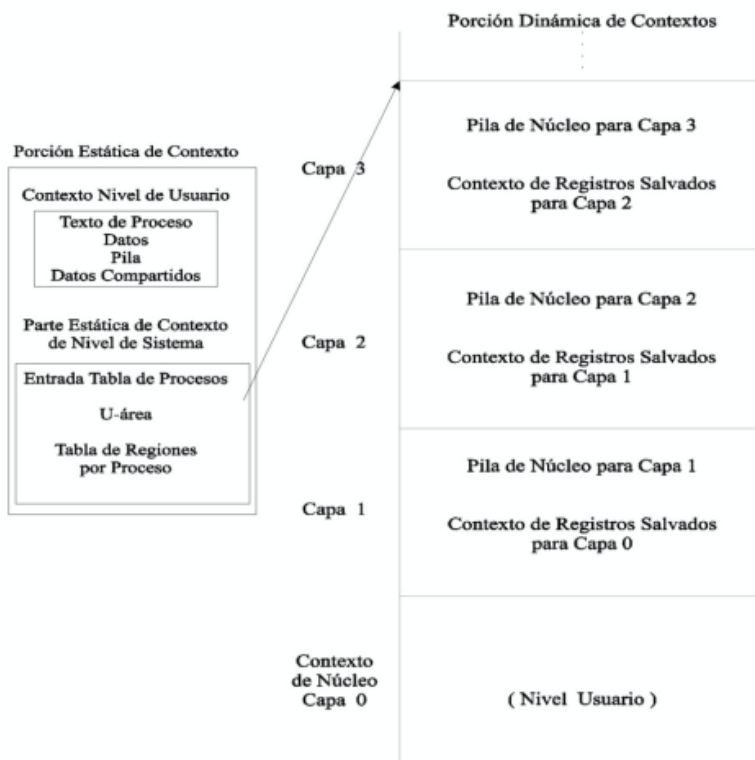 Porción Dinámica de Contextos
Porción Estática de Contexto
Contexto Nivel de Usuario
Texto de Proceso
Datos
Pila
Datos Compartidos
Parte Estática de Contexto
de Nivel de Sistema
Entrada Tabla de Procesos
U-área
Tabla de Regiones
por Proceso
Capa 3
Pila de Núcleo para Capa 3
Contexto de Registros Salvados
para Capa 2
Capa 2
Pila de Núcleo para Capa 2
Contexto de Registros Salvados
para Capa 1
Capa 1
Pila de Núcleo para Capa 1
Contexto de Registros Salvados
para Capa 0
Contexto
de Núcleo
Capa 0
( Nivel Usuario )